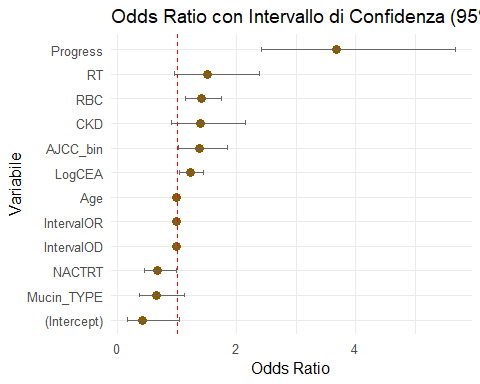 Odds Ratio con Intervallo di Confidenza (95%
Variabile
Progress
RT
RBC
CKD
AJCC_bin
LogCEA
Age
IntervalOR
IntervalOD
NACTRT
Mucin_TYPE
(Intercept)
0 2 4
Odds Ratio